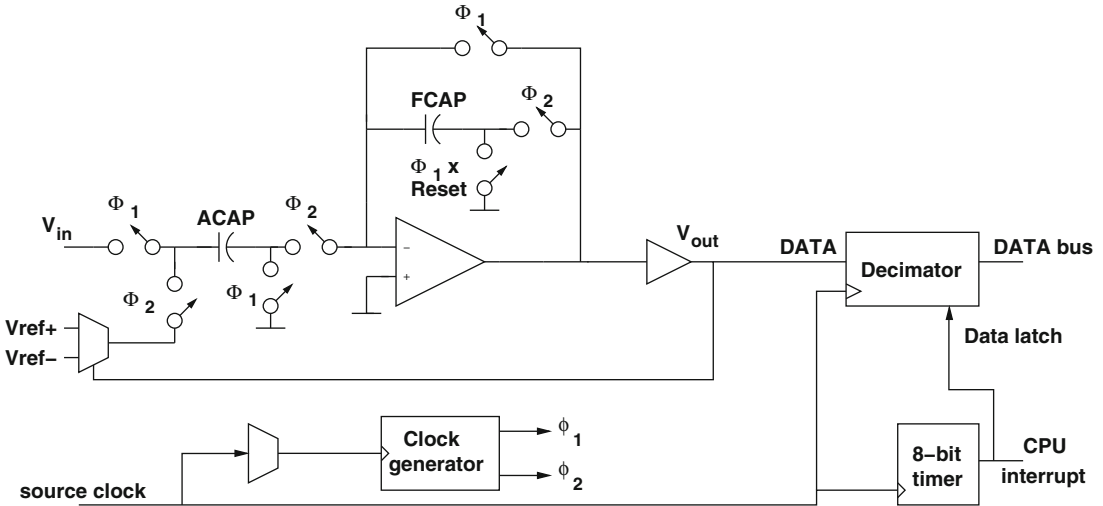 Φ 1
FCAP
Φ 2
Φ 1 x
Reset
V in
Φ 1
ACAP
Φ 2
−
+
V out
DATA
Decimator
DATA bus
Φ 2
Φ 1
Vref+
Vref−
Data latch
Clock
generator
ϕ 1
ϕ 2
8−bit
timer
CPU
interrupt
source clock